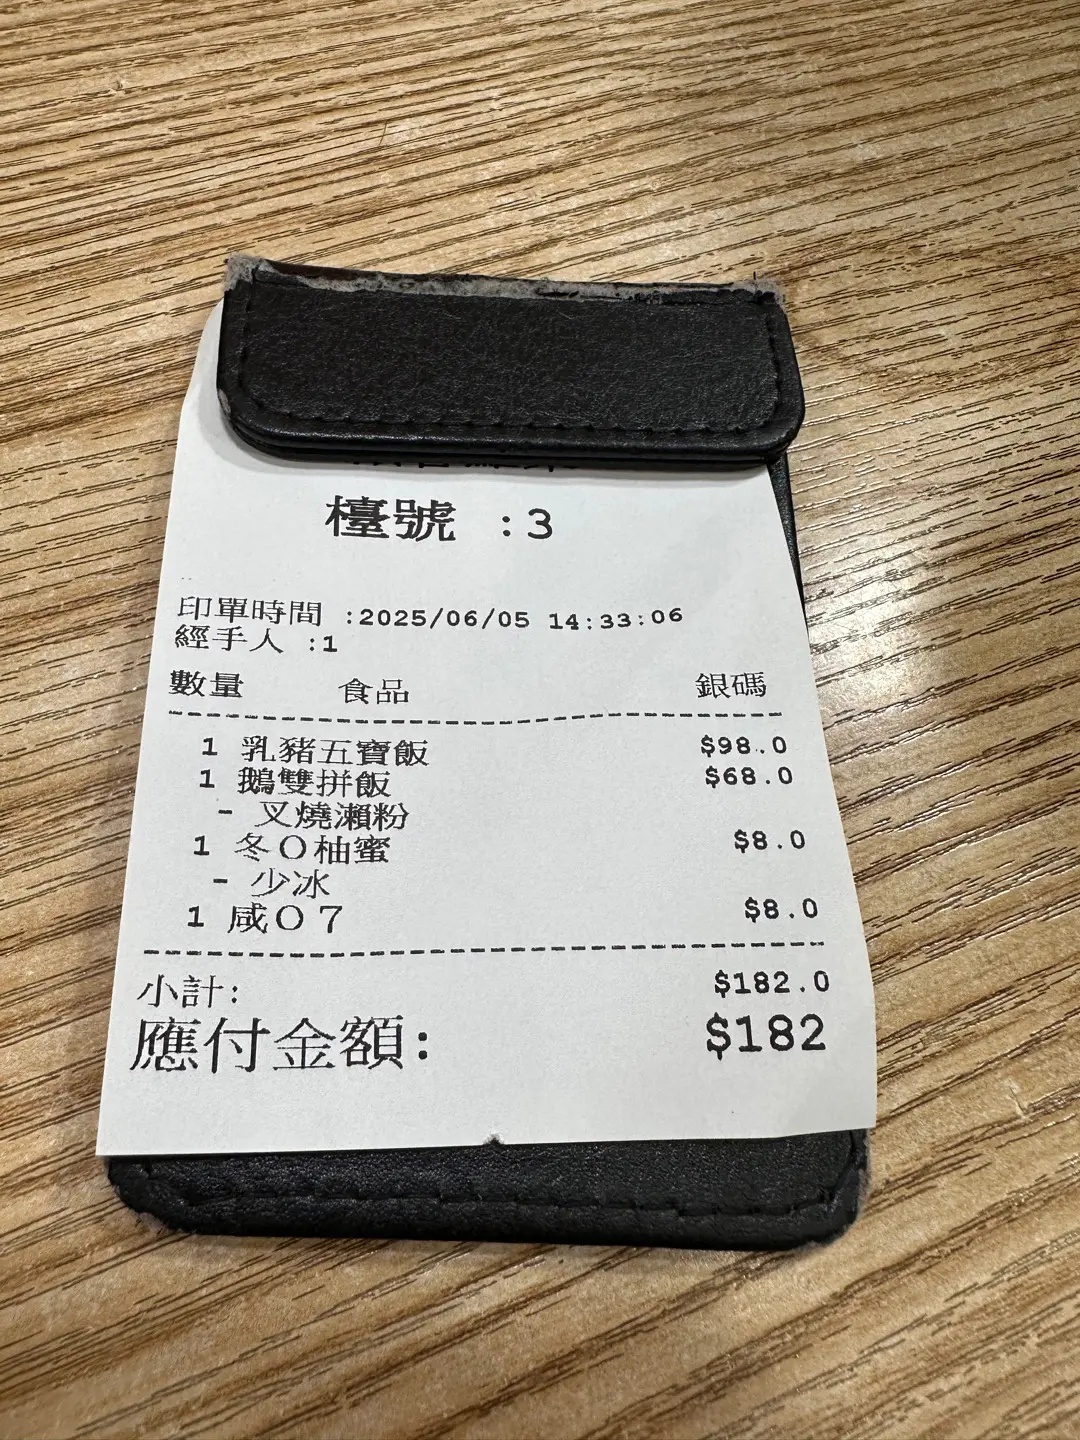 檯號 :3
印單時間 :2025/06/05 14:33:06
經手人 :1
數量 食品 銀碼
1 乳豬五寶飯 $98.0
1 鵝雙拼飯 $68.0
- 叉燒瀨粉
1 冬O柚蜜 $8.0
- 少冰
1 咸O7 $8.0
小計: $182.0
應付金額: $182